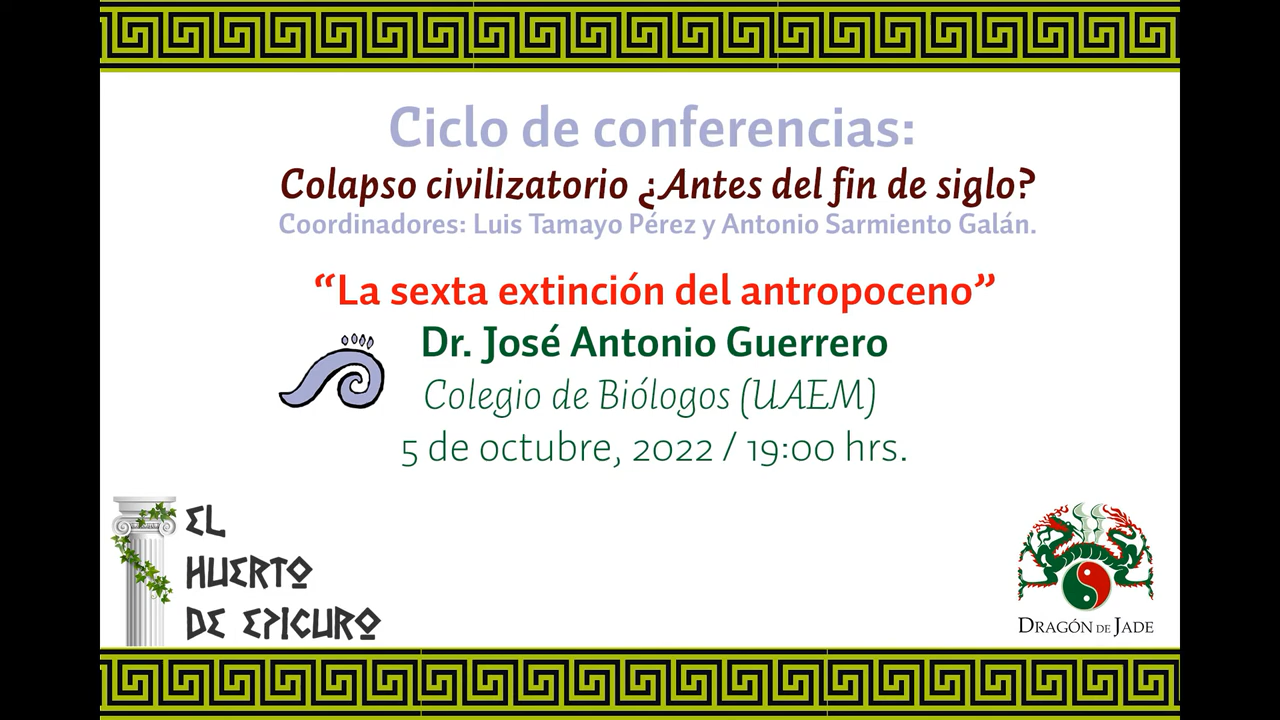 Ciclo de conferencias:
Colapso civilizatorio ¿Antes del fin de siglo?
Coordinadores: Luis Tamayo Pérez y Antonio Sarmiento Galán.
“La sexta extinción del antropoceno”
Dr. José Antonio Guerrero
Colegio de Biólogos (UAEM)
5 de octubre, 2022 / 19:00 hrs.
EL
HUERTO
DE EPICURO
DRAGÓN DE JADE